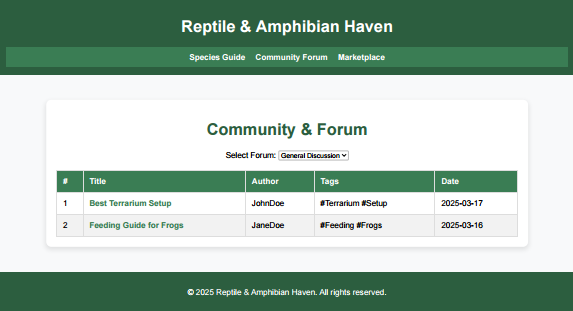 Reptile & Amphibian Haven
Species Guide Community Forum Marketplace
Community & Forum
Select Forum: General Discussion
# Title Author Tags Date
1 Best Terrarium Setup JohnDoe #Terrarium #Setup 2025-03-17
2 Feeding Guide for Frogs JaneDoe #Feeding #Frogs 2025-03-16
© 2025 Reptile & Amphibian Haven. All rights reserved.